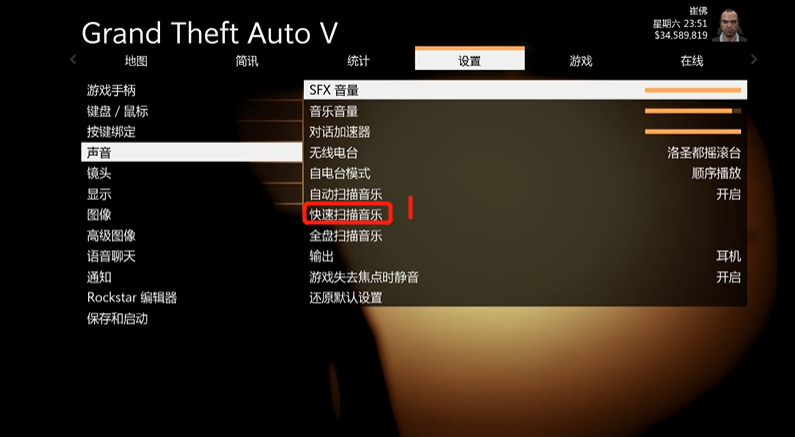 Grand Theft Auto V
崔佛
星期六 23:51
$34,589,819
地图 简讯 统计 设置 游戏 在线
游戏手柄
键盘 / 鼠标
按键绑定
声音
镜头
显示
图像
高级图像
语音聊天
通知
Rockstar 编辑器
保存和启动
SFX 音量
音乐音量
对话加速器
无线电台 洛圣都摇滚台
自电台模式 顺序播放
自动扫描音乐 开启
快速扫描音乐
全盘扫描音乐
输出 耳机
游戏失去焦点时静音 开启
还原默认设置